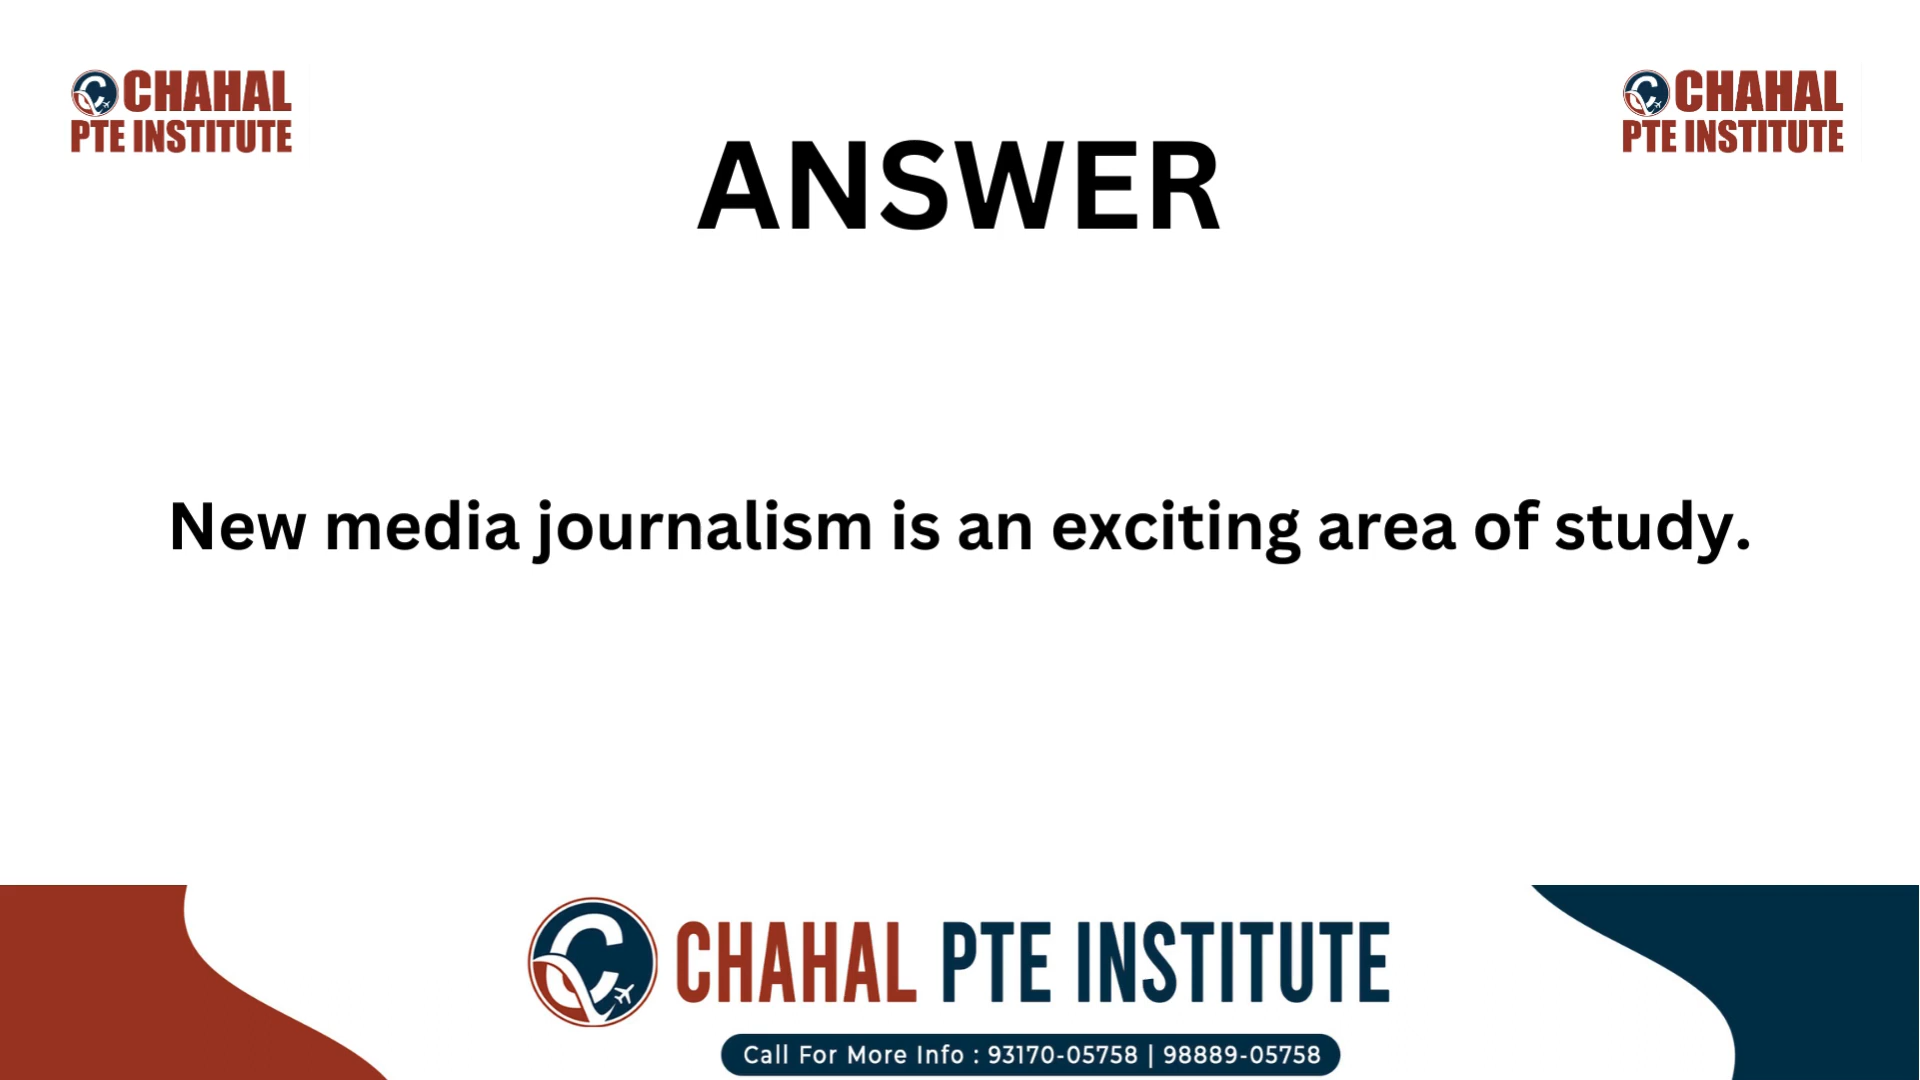 CHAHAL
PTE INSTITUTE
CHAHAL
PTE INSTITUTE
ANSWER
New media journalism is an exciting area of study.
CHAHAL PTE INSTITUTE
Call For More Info : 93170-05758 | 98889-05758